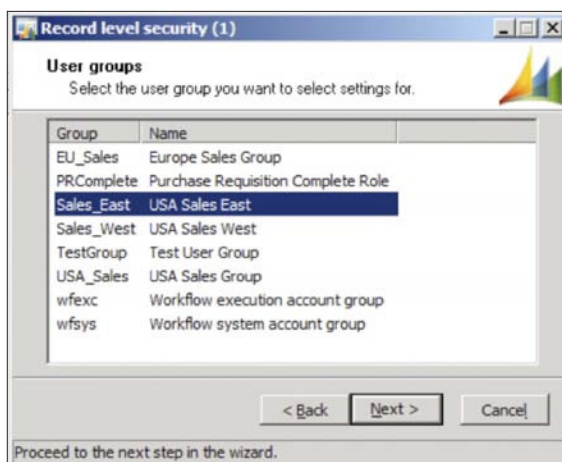 Record level security (1)
User groups
Select the user group you want to select settings for.
Group Name
EU_Sales Europe Sales Group
PRComplete Purchase Requisition Complete Role
Sales_East USA Sales East
Sales_West USA Sales West
TestGroup Test User Group
USA_Sales USA Sales Group
wfexc Workflow execution account group
wfsys Workflow system account group
< Back Next > Cancel
Proceed to the next step in the wizard.